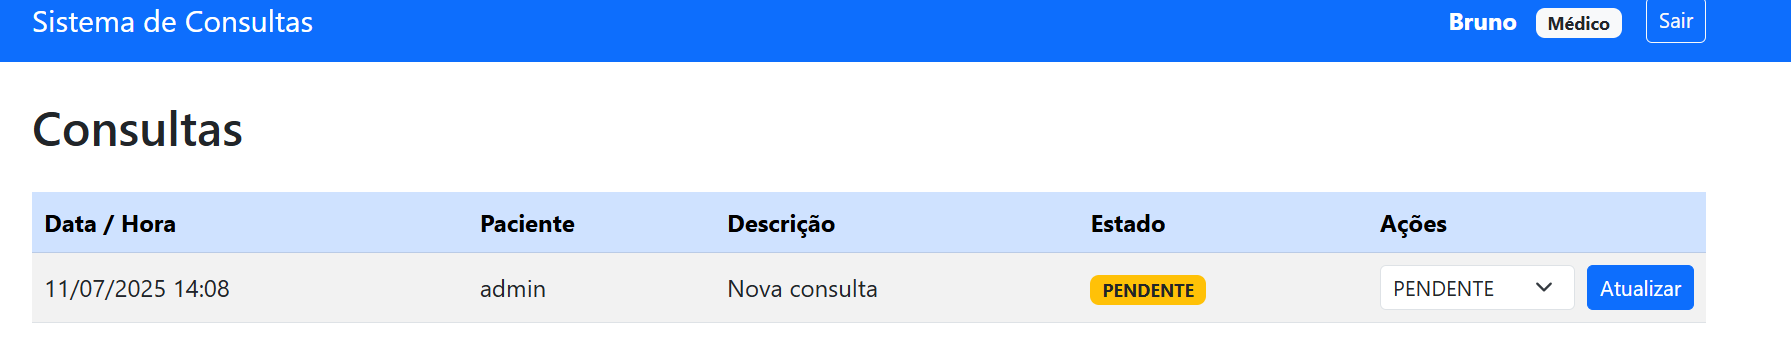 Sistema de Consultas Bruno Médico Sair
Consultas
Data / Hora Paciente Descrição Estado Ações
11/07/2025 14:08 admin Nova consulta PENDENTE PENDENTE Atualizar